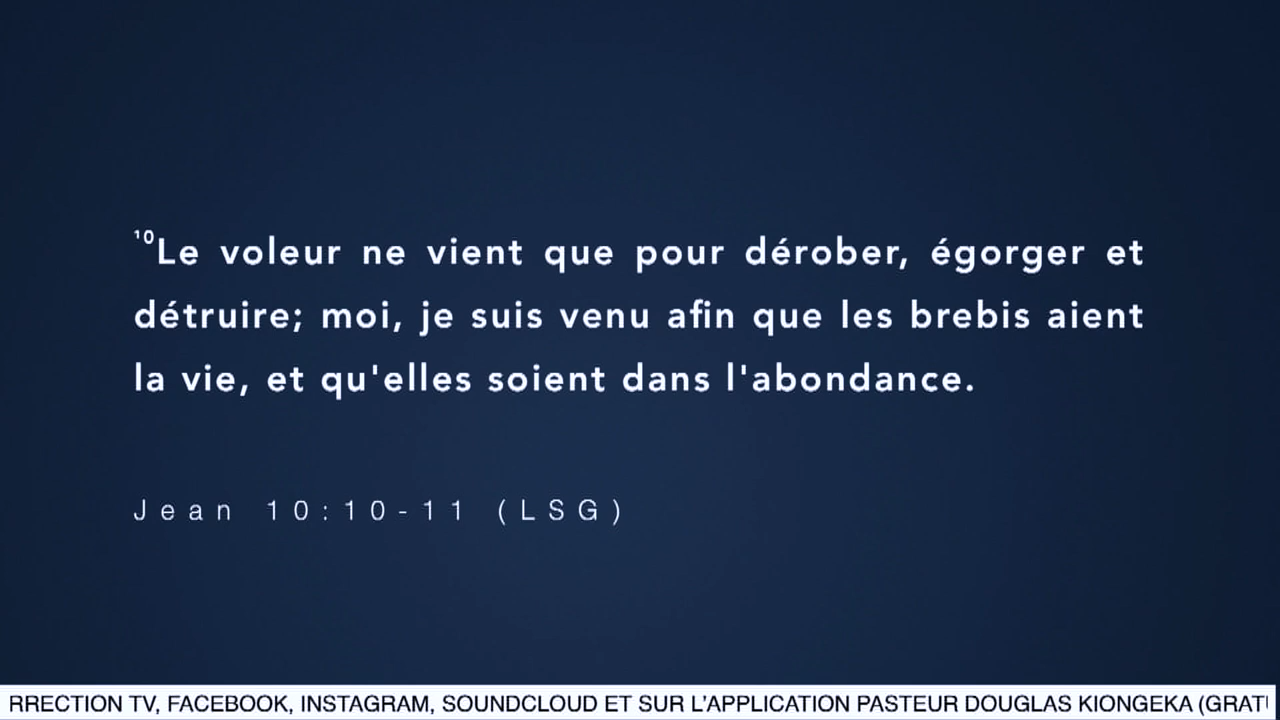 ¹⁰Le voleur ne vient que pour dérober, égorger et
détruire; moi, je suis venu afin que les brebis aient
la vie, et qu'elles soient dans l'abondance.
Jean 10:10-11 (LSG)
RRECTION TV, FACEBOOK, INSTAGRAM, SOUNDCLOUD ET SUR L’APPLICATION PASTEUR DOUGLAS KIONGEKA (GRATU